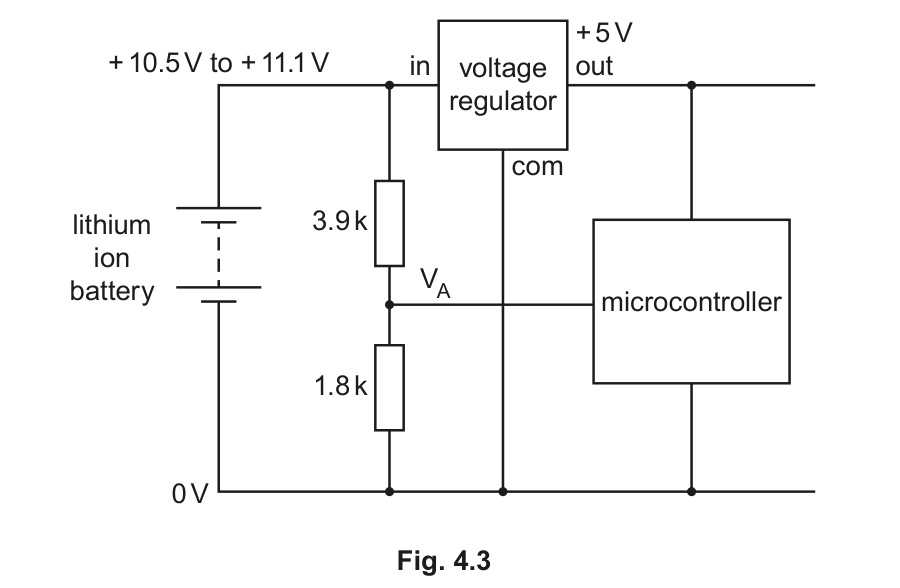 + 10.5 V to + 11.1 V
in
voltage
regulator
+ 5 V
out
com
lithium
ion
battery
3.9 k
VA
microcontroller
1.8 k
0 V
Fig. 4.3